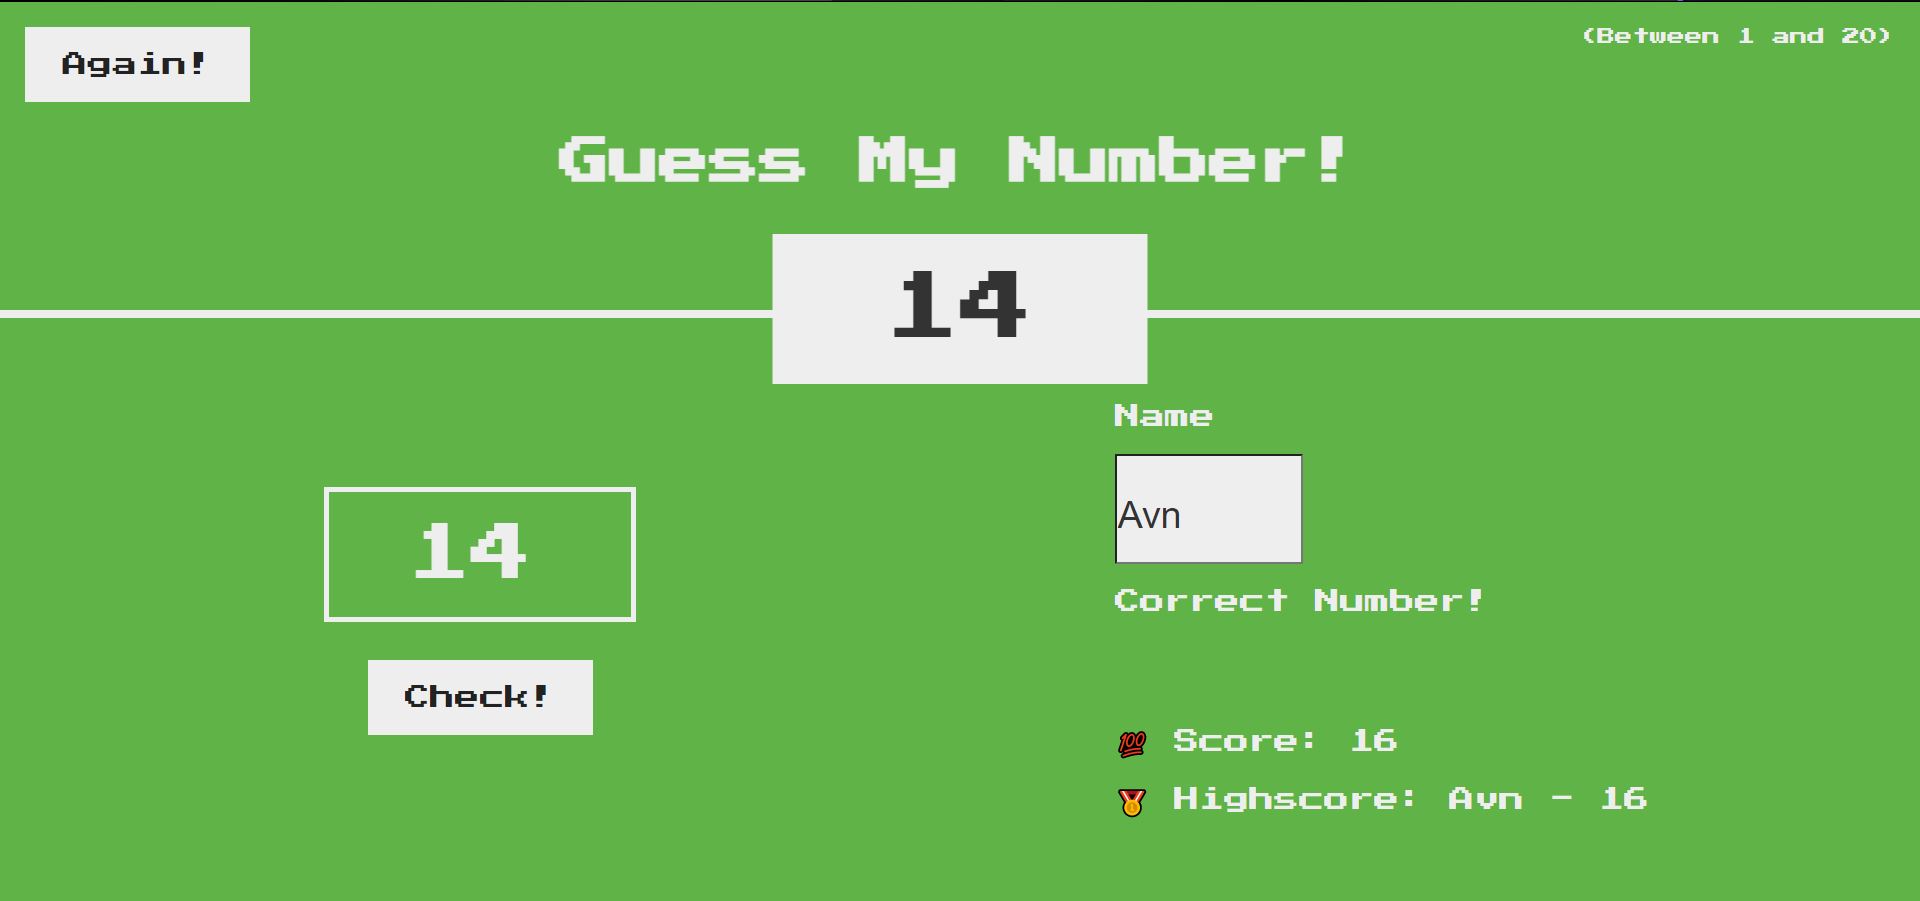 Again!
(Between 1 and 20)
Guess My Number!
14
14
Check!
Name
Avn
Correct Number!
💯 Score: 16
🥇 Highscore: Avn - 16